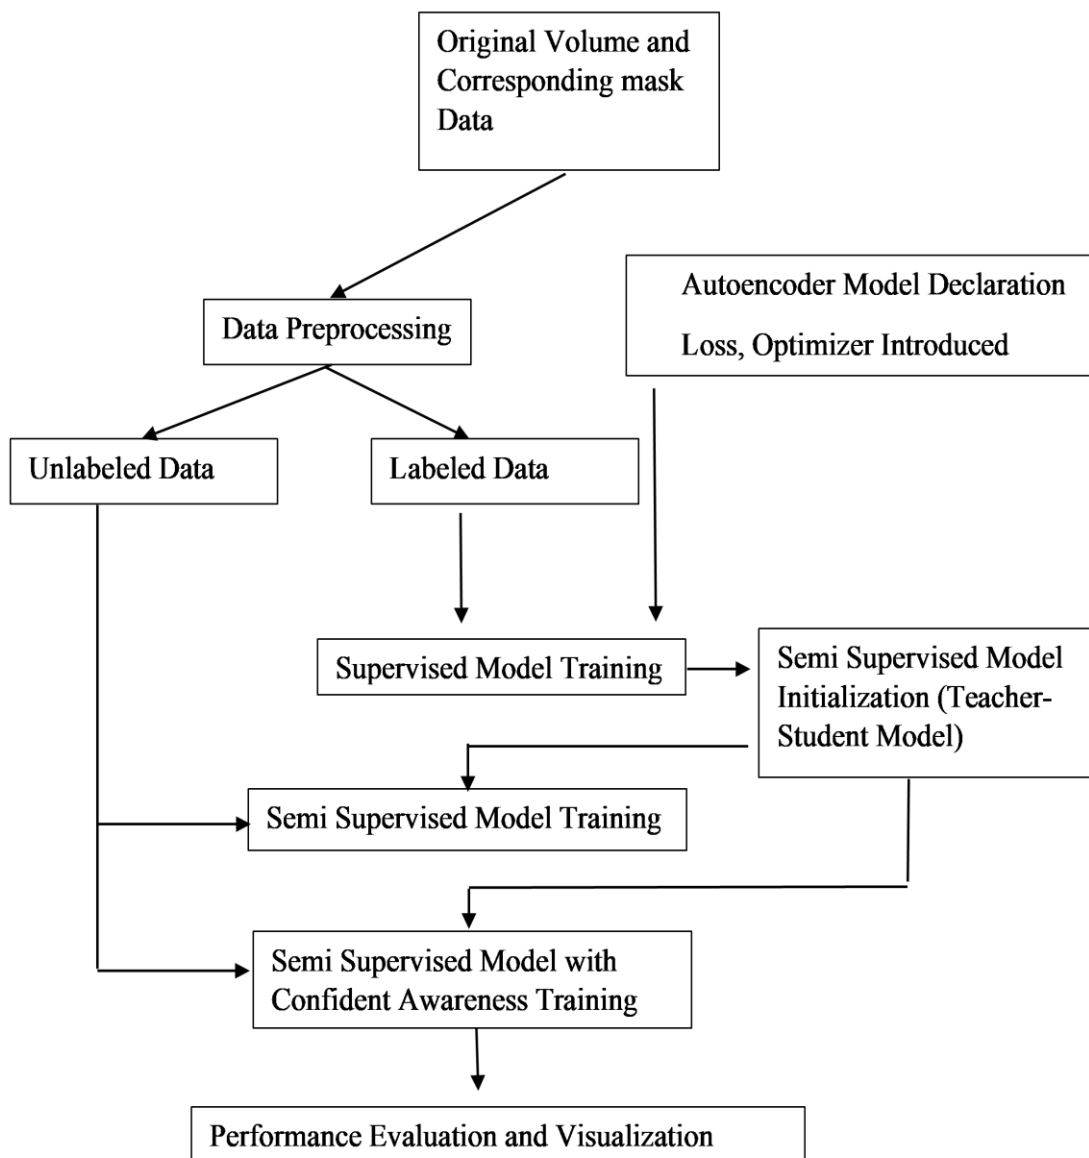 Original Volume and
Corresponding mask
Data
Autoencoder Model Declaration
Loss, Optimizer Introduced
Data Preprocessing
Unlabeled Data
Labeled Data
Supervised Model Training
Semi Supervised Model
Initialization (Teacher-
Student Model)
Semi Supervised Model Training
Semi Supervised Model with
Confident Awareness Training
Performance Evaluation and Visualization